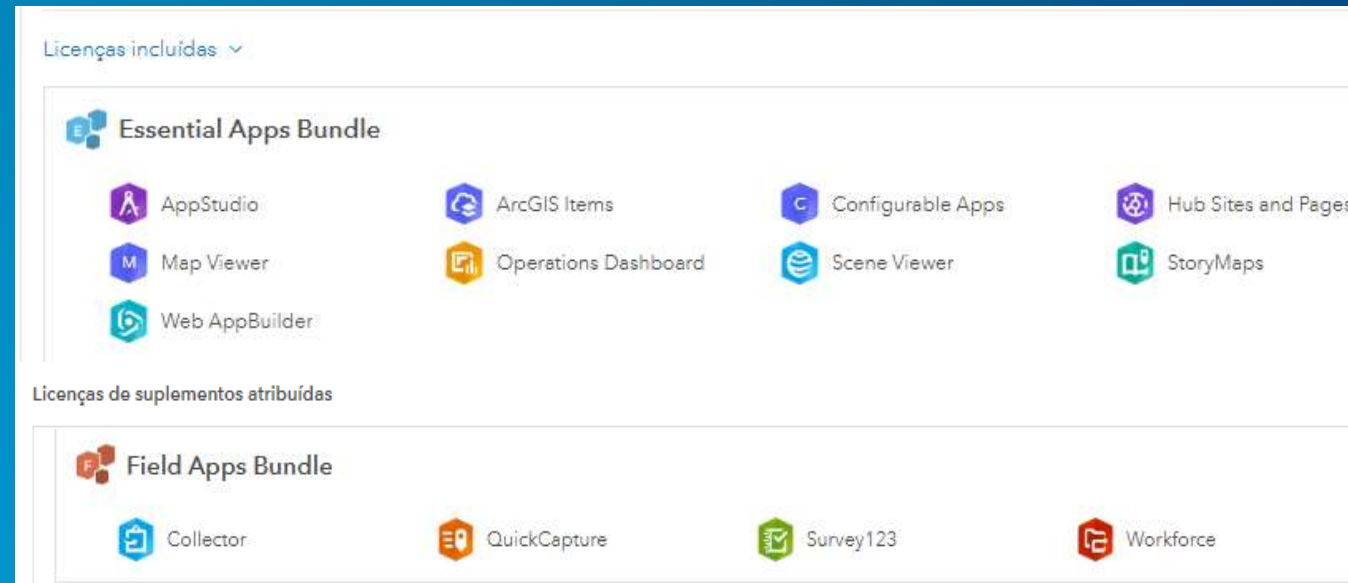 Licenças incluídas
Essential Apps Bundle
AppStudio ArcGIS Items Configurable Apps Hub Sites and Pages
Map Viewer Operations Dashboard Scene Viewer StoryMaps
Web AppBuilder
Licenças de suplementos atribuídas
Field Apps Bundle
Collector QuickCapture Survey123 Workforce